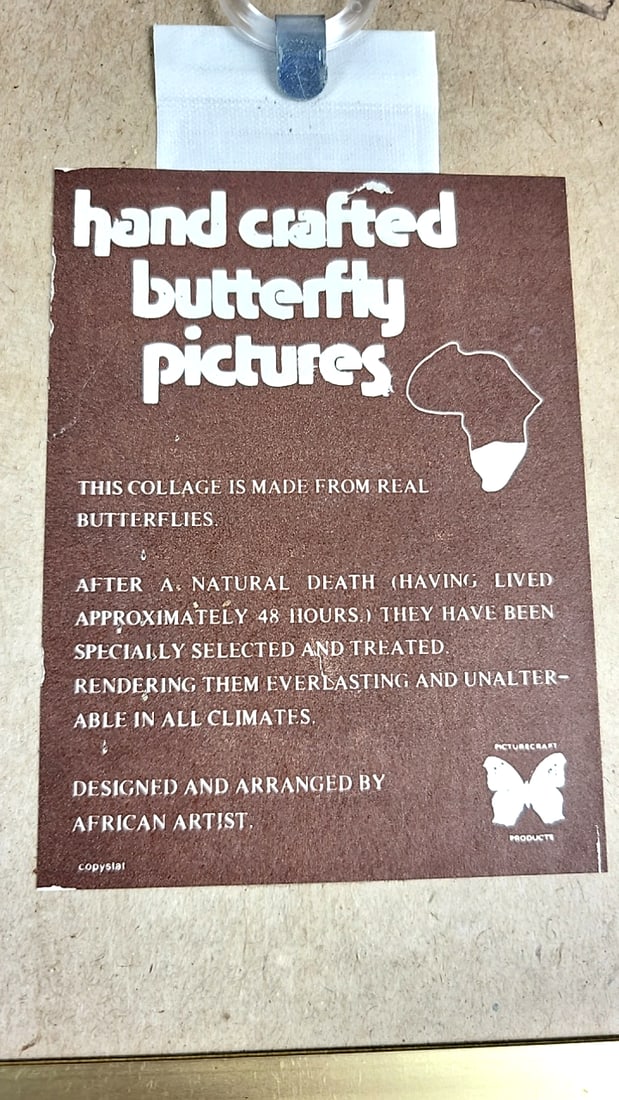 hand crafted
butterfly
pictures
THIS COLLAGE IS MADE FROM REAL
BUTTERFLIES.
AFTER A NATURAL DEATH (HAVING LIVED
APPROXIMATELY 48 HOURS.) THEY HAVE BEEN
SPECIALLY SELECTED AND TREATED.
RENDERING THEM EVERLASTING AND UNALTER-
ABLE IN ALL CLIMATES.
DESIGNED AND ARRANGED BY
AFRICAN ARTIST.
PICTURECRAFT
PRODUCTS
copystat